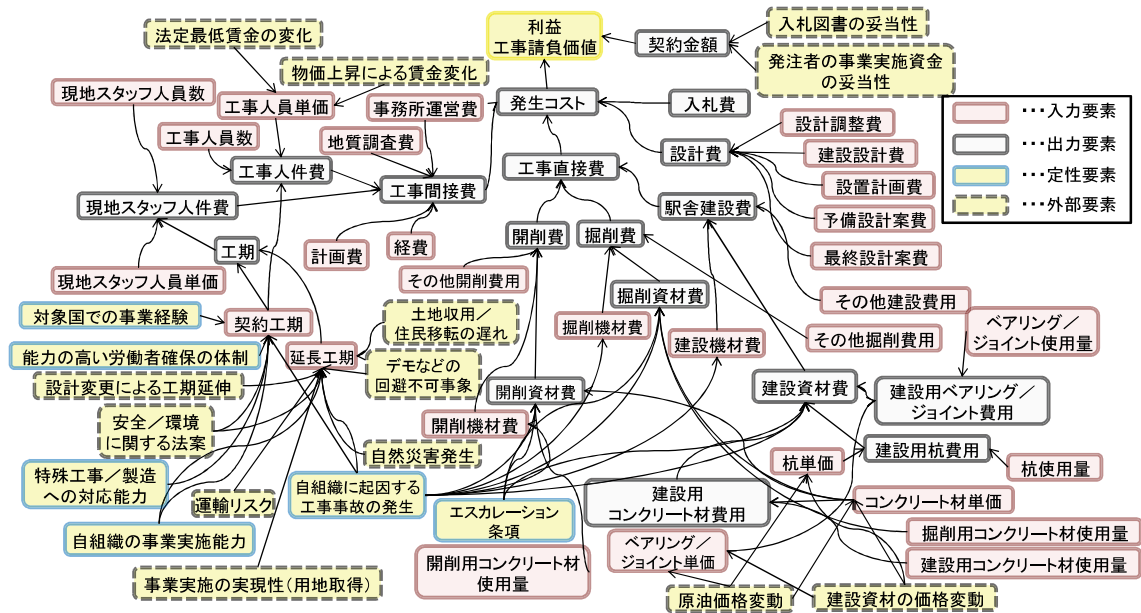 利益
工事請負価値
契約金額
入札図書の妥当性
発注者の事業実施資金
の妥当性
法定最低賃金の変化
物価上昇による賃金変化
現地スタッフ人員数
工事人員単価
事務所運営費
発生コスト
入札費
工事人員数
地質調査費
設計調整費
設計費
建設設計費
工事人件費
工事間接費
工事直接費
設置計画費
現地スタッフ人件費
駅舎建設費
予備設計案費
工期
計画費
経費
開削費
掘削費
最終設計案費
現地スタッフ人員単価
その他開削費用
掘削資材費
その他建設費用
・・・入力要素
・・・出力要素
・・・定性要素
・・・外部要素
対象国での事業経験
契約工期
土地収用/
住民移転の遅れ
掘削機材費
建設機材費
その他掘削費用
ベアリング/
ジョイント使用量
能力の高い労働者確保の体制
延長工期
デモなどの
回避不可事象
設計変更による工期延伸
開削資材費
建設資材費
建設用ベアリング/
ジョイント費用
安全/環境
に関する法案
開削機材費
自然災害発生
建設用杭費用
杭単価
杭使用量
特殊工事/製造
への対応能力
運輸リスク
自組織に起因する
工事事故の発生
エスカレーション
条項
建設用
コンクリート材費用
コンクリート材単価
自組織の事業実施能力
ベアリング/
ジョイント単価
掘削用コンクリート材使用量
開削用コンクリート材
使用量
建設用コンクリート材使用量
事業実施の実現性(用地取得)
原油価格変動
建設資材の価格変動